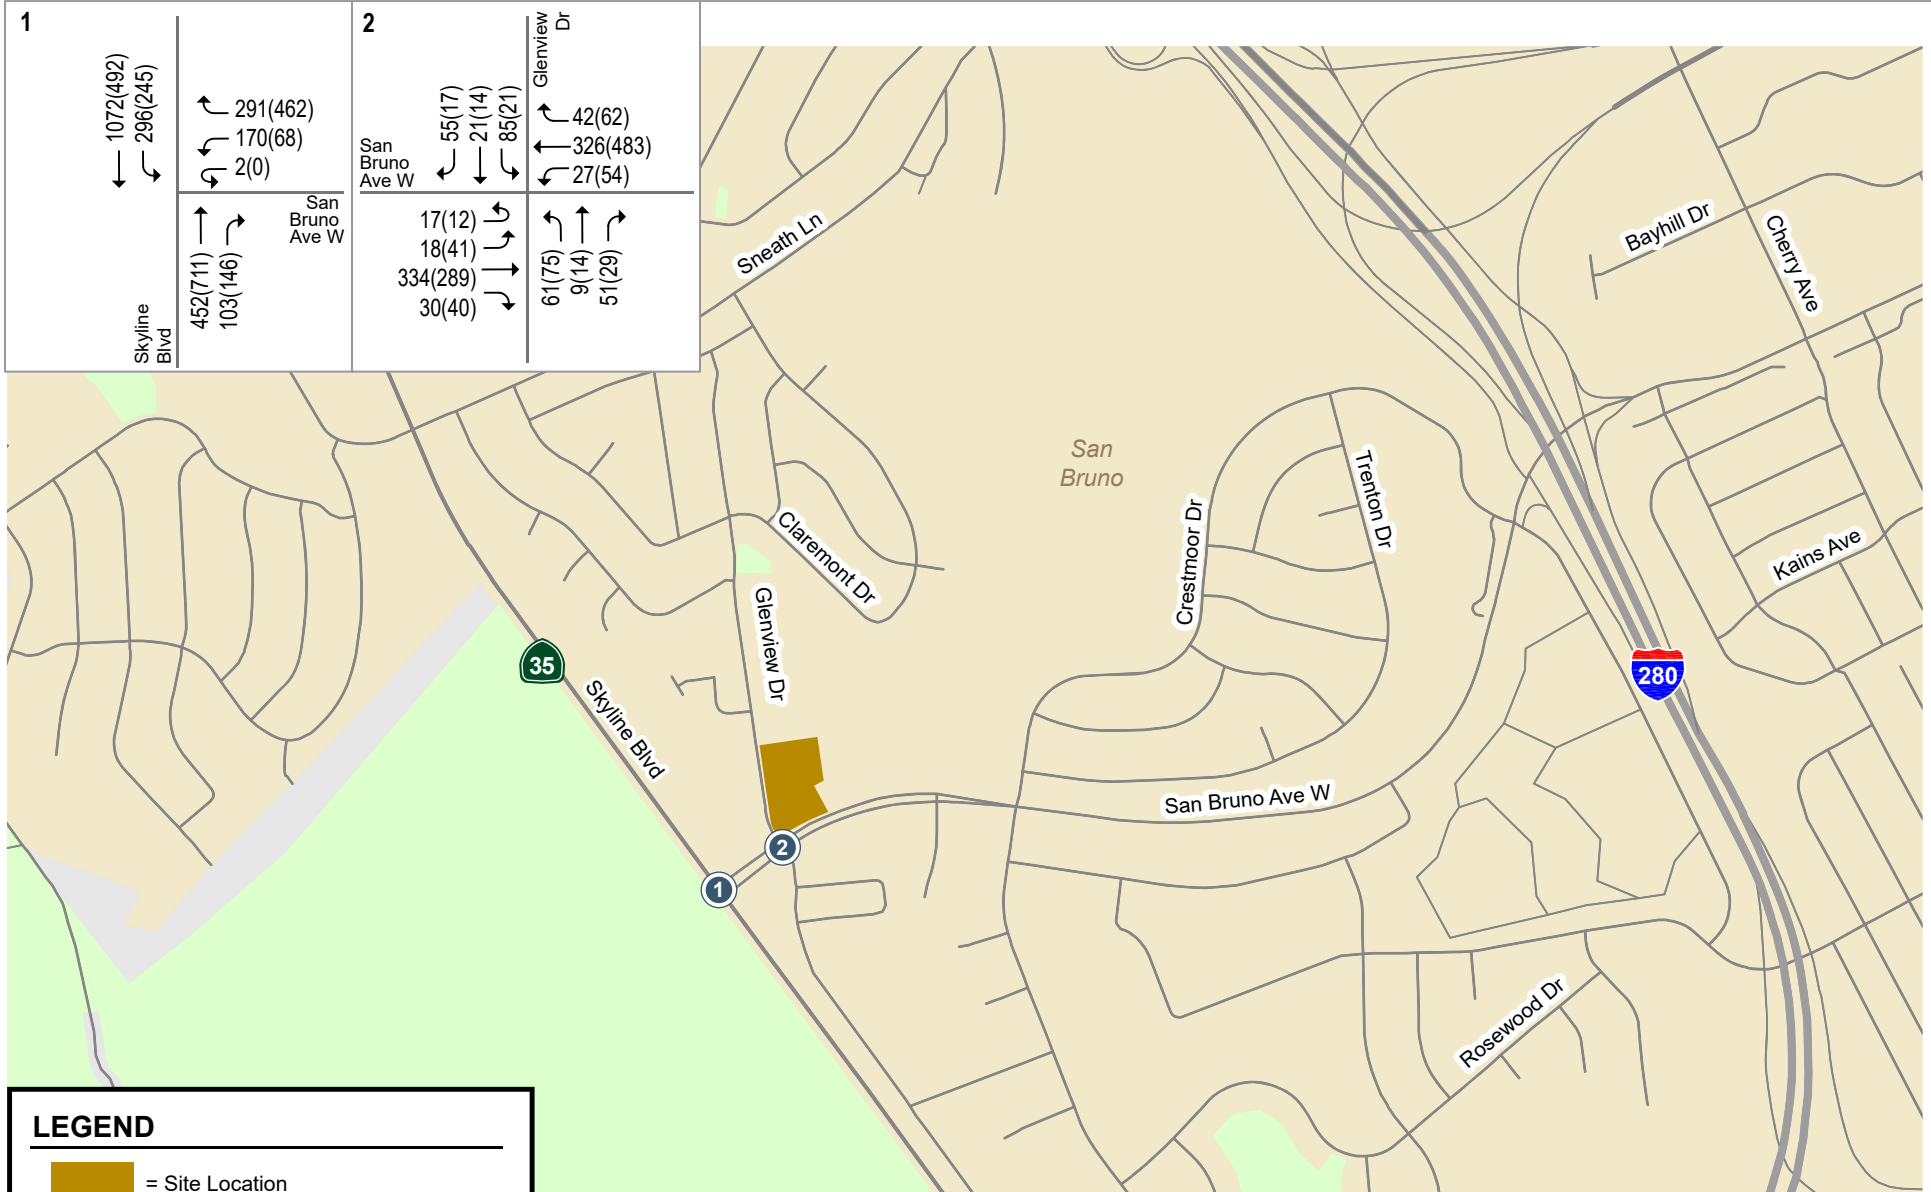 1
1072(492)
296(245)
291(462)
170(68)
2(0)
San
Bruno
Ave W
452(711)
103(146)
Skyline
Blvd
2
Glenview
Dr
55(17)
21(14)
85(21)
42(62)
326(483)
27(54)
San
Bruno
Ave W
17(12)
18(41)
334(289)
30(40)
61(75)
9(14)
51(29)
Sneath Ln
Bayhill Dr
Cherry Ave
San
Bruno
Trenton Dr
Crestmoor Dr
Claremont Dr
Kains Ave
Glenview Dr
35
Skyline Blvd
280
San Bruno Ave W
2
1
Rosewood Dr
LEGEND
= Site Location